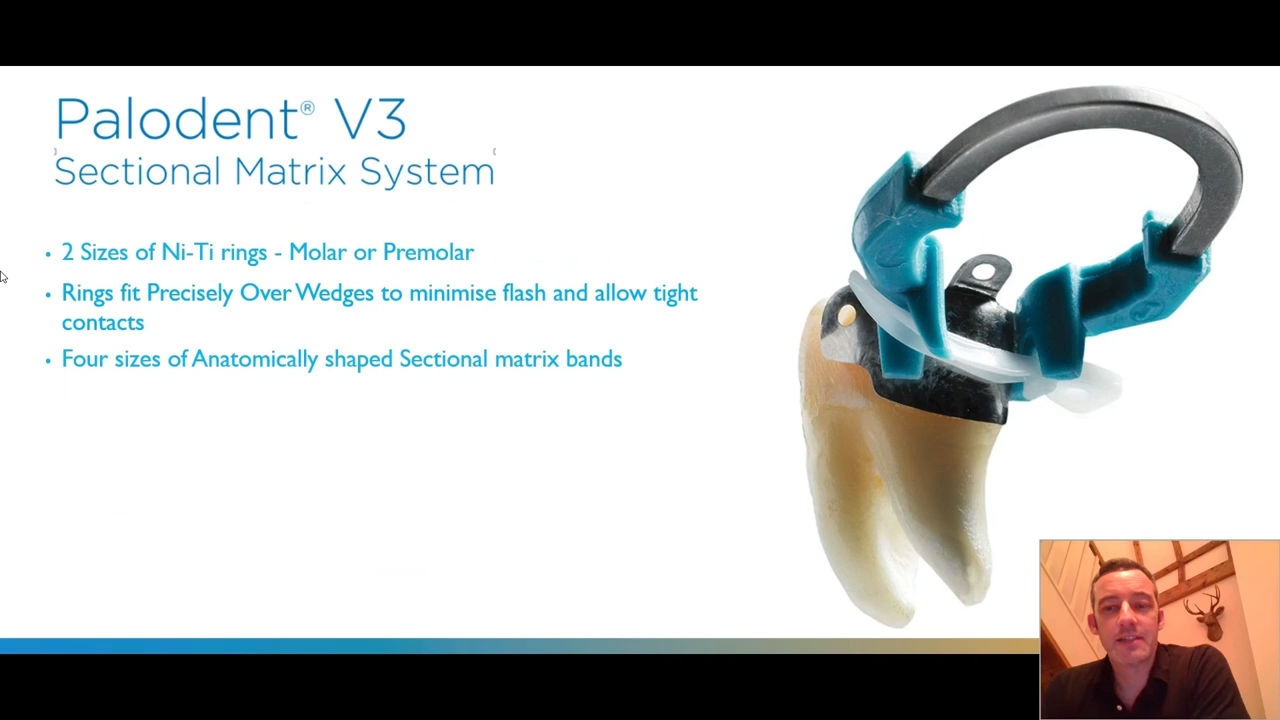 Palodent® V3
Sectional Matrix System
• 2 Sizes of Ni-Ti rings - Molar or Premolar
• Rings fit Precisely Over Wedges to minimise flash and allow tight
contacts
• Four sizes of Anatomically shaped Sectional matrix bands